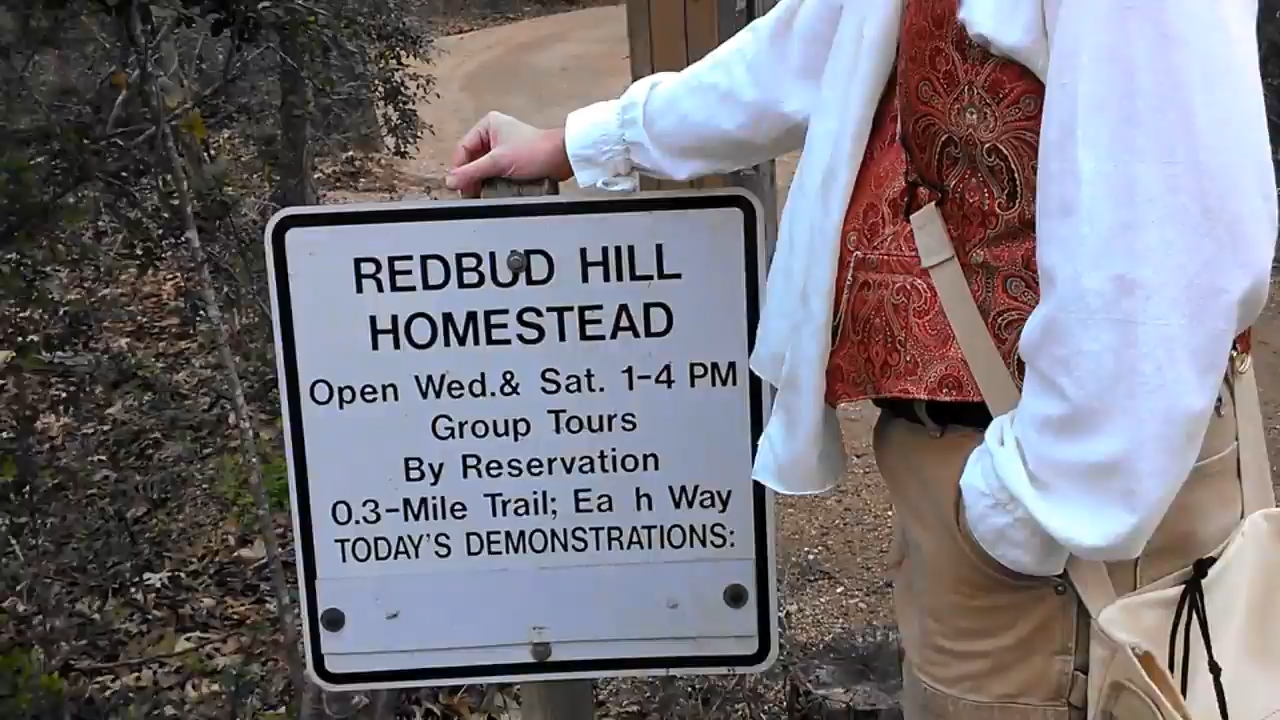 REDBUD HILL
HOMESTEAD
Open Wed.& Sat. 1-4 PM
Group Tours
By Reservation
0.3-Mile Trail; Ea h Way
TODAY'S DEMONSTRATIONS: